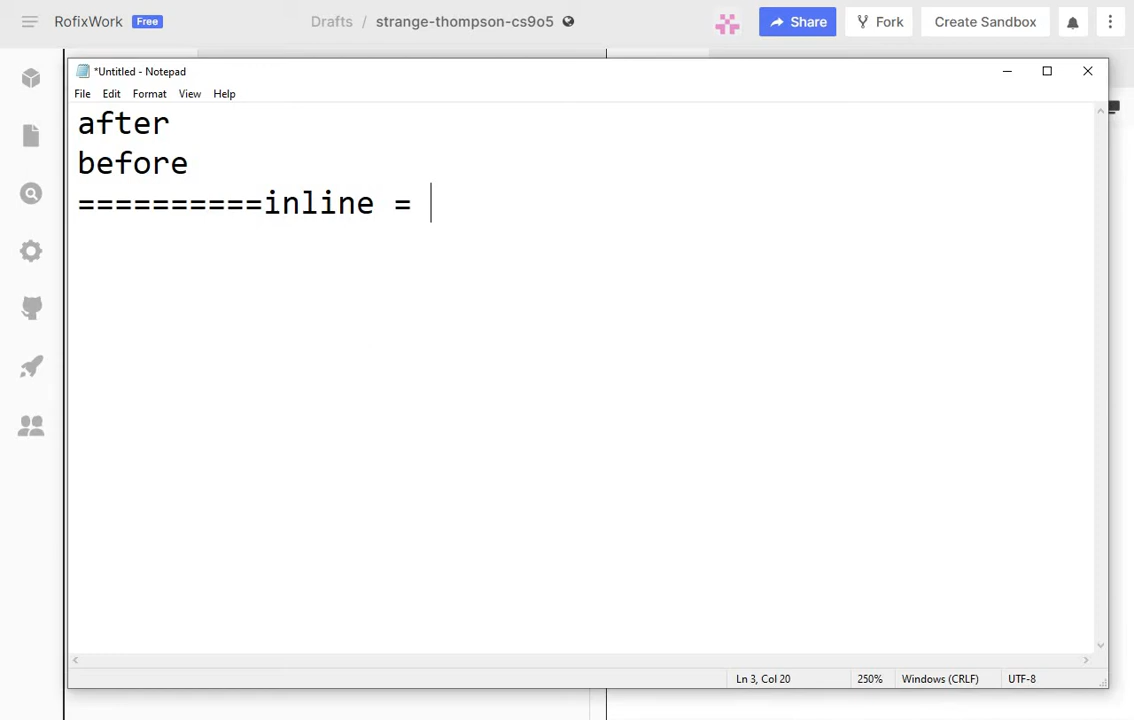 RofixWork Free Drafts / strange-thompson-cs9o5 Share Fork Create Sandbox
*Untitled - Notepad
File Edit Format View Help
after
before
==========inline =
Ln 3, Col 20 250% Windows (CRLF) UTF-8